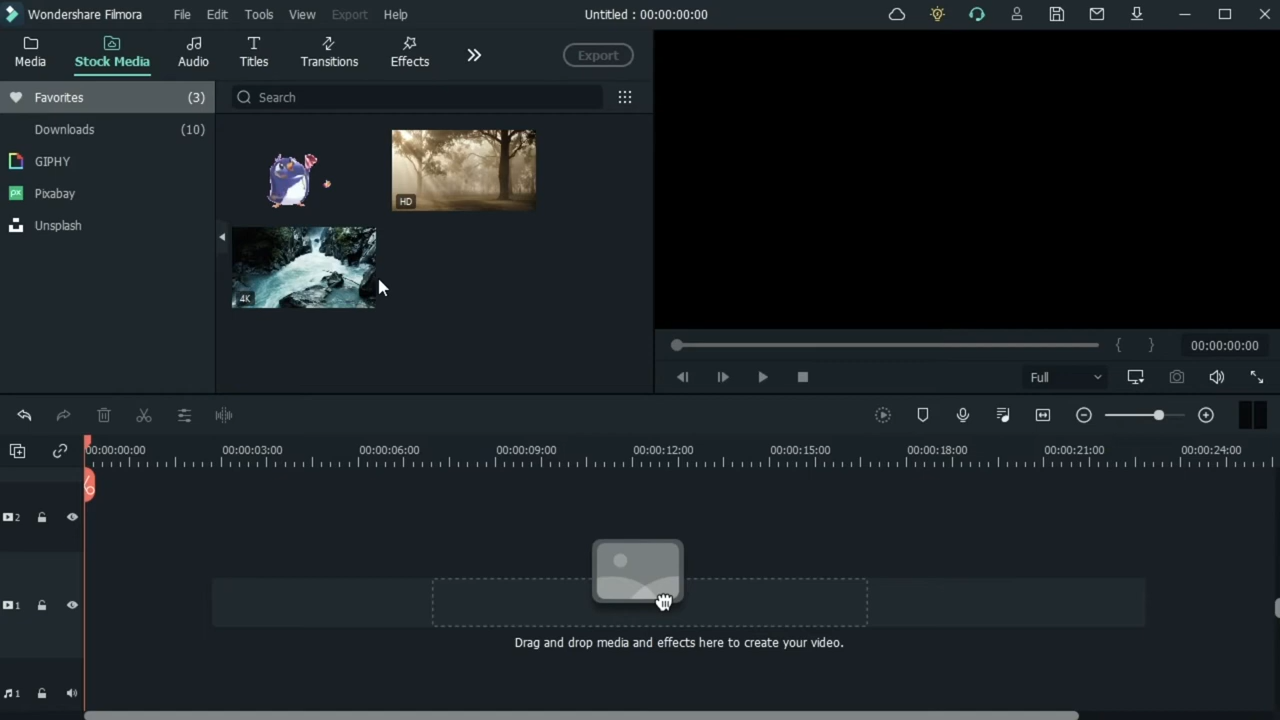 Wondershare Filmora File Edit Tools View Export Help Untitled : 00:00:00:00
Media Stock Media Audio Titles Transitions Effects Export
Favorites (3)
Search
Downloads (10)
GIPHY
px Pixabay
Unsplash
HD
4K
{ } 00:00:00:00
Full
00:00:00:00 00:00:03:00 00:00:06:00 00:00:09:00 00:00:12:00 00:00:15:00 00:00:18:00 00:00:21:00 00:00:24:00
2
1
Drag and drop media and effects here to create your video.
1